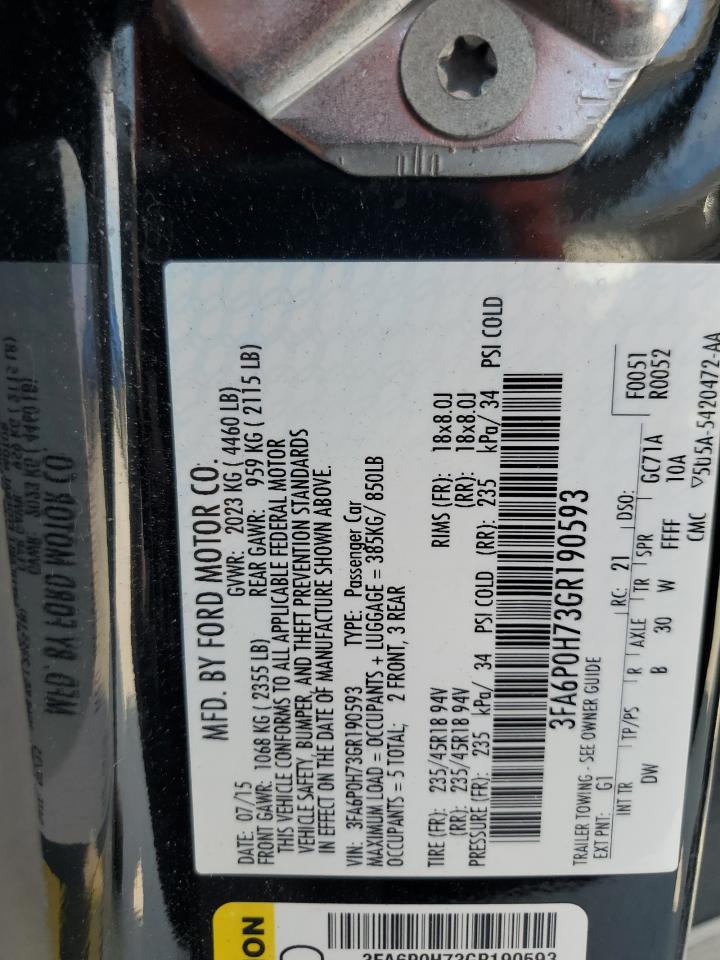 MFD. BY FORD MOTOR CO.
DATE: 07/15 GVWR: 2023 KG ( 4460 LB)
FRONT GAWR: 1068 KG ( 2355 LB) REAR GAWR: 959 KG ( 2115 LB)
THIS VEHICLE CONFORMS TO ALL APPLICABLE FEDERAL MOTOR
VEHICLE SAFETY, BUMPER, AND THEFT PREVENTION STANDARDS
IN EFFECT ON THE DATE OF MANUFACTURE SHOWN ABOVE.
VIN: 3FA6P0H73GR190593 TYPE: Passenger Car
MAXIMUM LOAD = OCCUPANTS + LUGGAGE = 385KG/ 850LB
OCCUPANTS = 5 TOTAL; 2 FRONT, 3 REAR
TIRE (FR): 235/45R18 94V RIMS (FR): 18x8.0J
(RR): 235/45R18 94V (RR): 18x8.0J
PRESSURE (FR): 235 kPa/ 34 PSI COLD (RR): 235 kPa/ 34 PSI COLD
3FA6P0H73GR190593
TRAILER TOWING - SEE OWNER GUIDE
EXT PNT: G1 RC: 21 DSO: F0051
R0052
INT TR TP/PS R AXLE TR SPR GC71A
DW B 30 W FFFF 10A
CMC ▽5U5A-5420472-AA
ON
3FA6P0H73GR190593